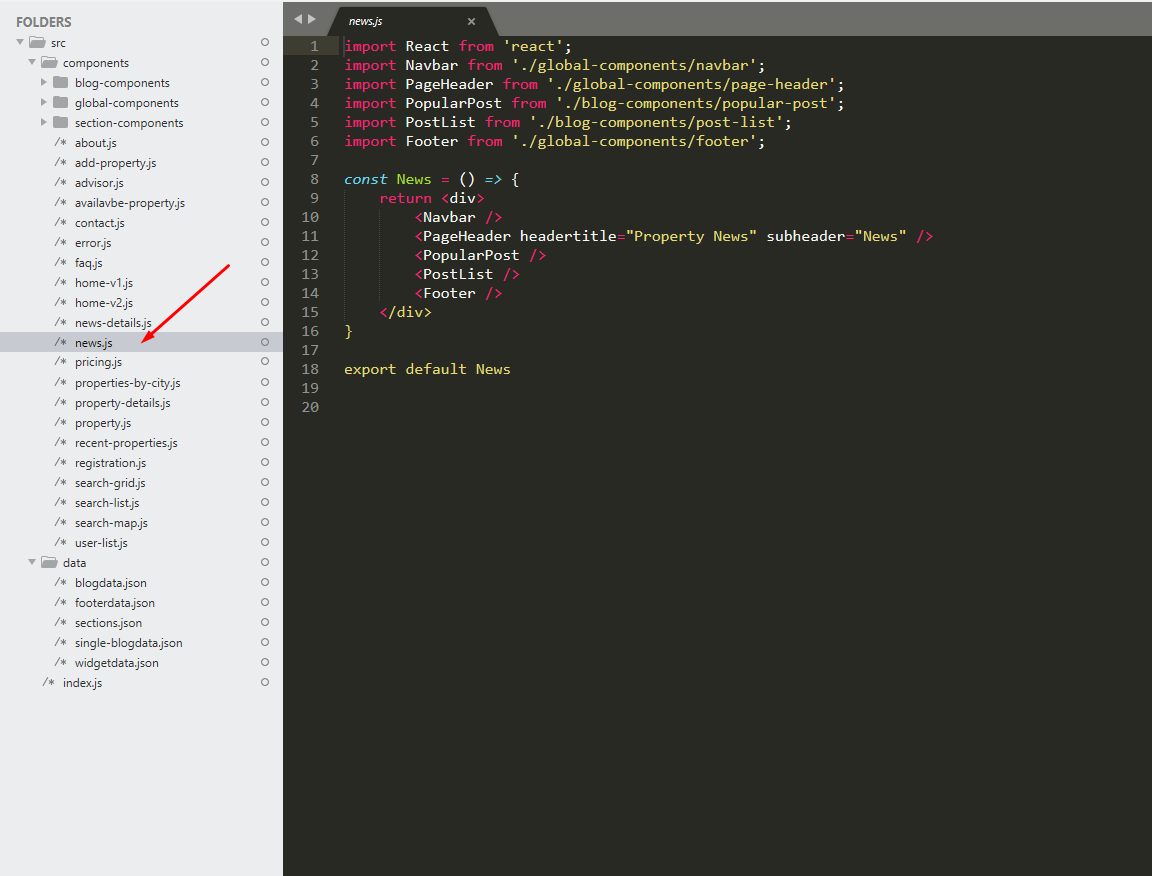 FOLDERS
src
components
blog-components
global-components
section-components
/* about.js
/* add-property.js
/* advisor.js
/* availavbe-property.js
/* contact.js
/* error.js
/* faq.js
/* home-v1.js
/* home-v2.js
/* news-details.js
/* news.js
/* pricing.js
/* properties-by-city.js
/* property-details.js
/* property.js
/* recent-properties.js
/* registration.js
/* search-grid.js
/* search-list.js
/* search-map.js
/* user-list.js
data
/* blogdata.json
/* footerdata.json
/* sections.json
/* single-blogdata.json
/* widgetdata.json
/* index.js
news.js ×
1 import React from 'react';
2 import Navbar from './global-components/navbar';
3 import PageHeader from './global-components/page-header';
4 import PopularPost from './blog-components/popular-post';
5 import PostList from './blog-components/post-list';
6 import Footer from './global-components/footer';
7
8 const News = () => {
9     return <div>
10         <Navbar />
11         <PageHeader headertitle="Property News" subheader="News" />
12         <PopularPost />
13         <PostList />
14         <Footer />
15     </div>
16 }
17
18 export default News
19
20